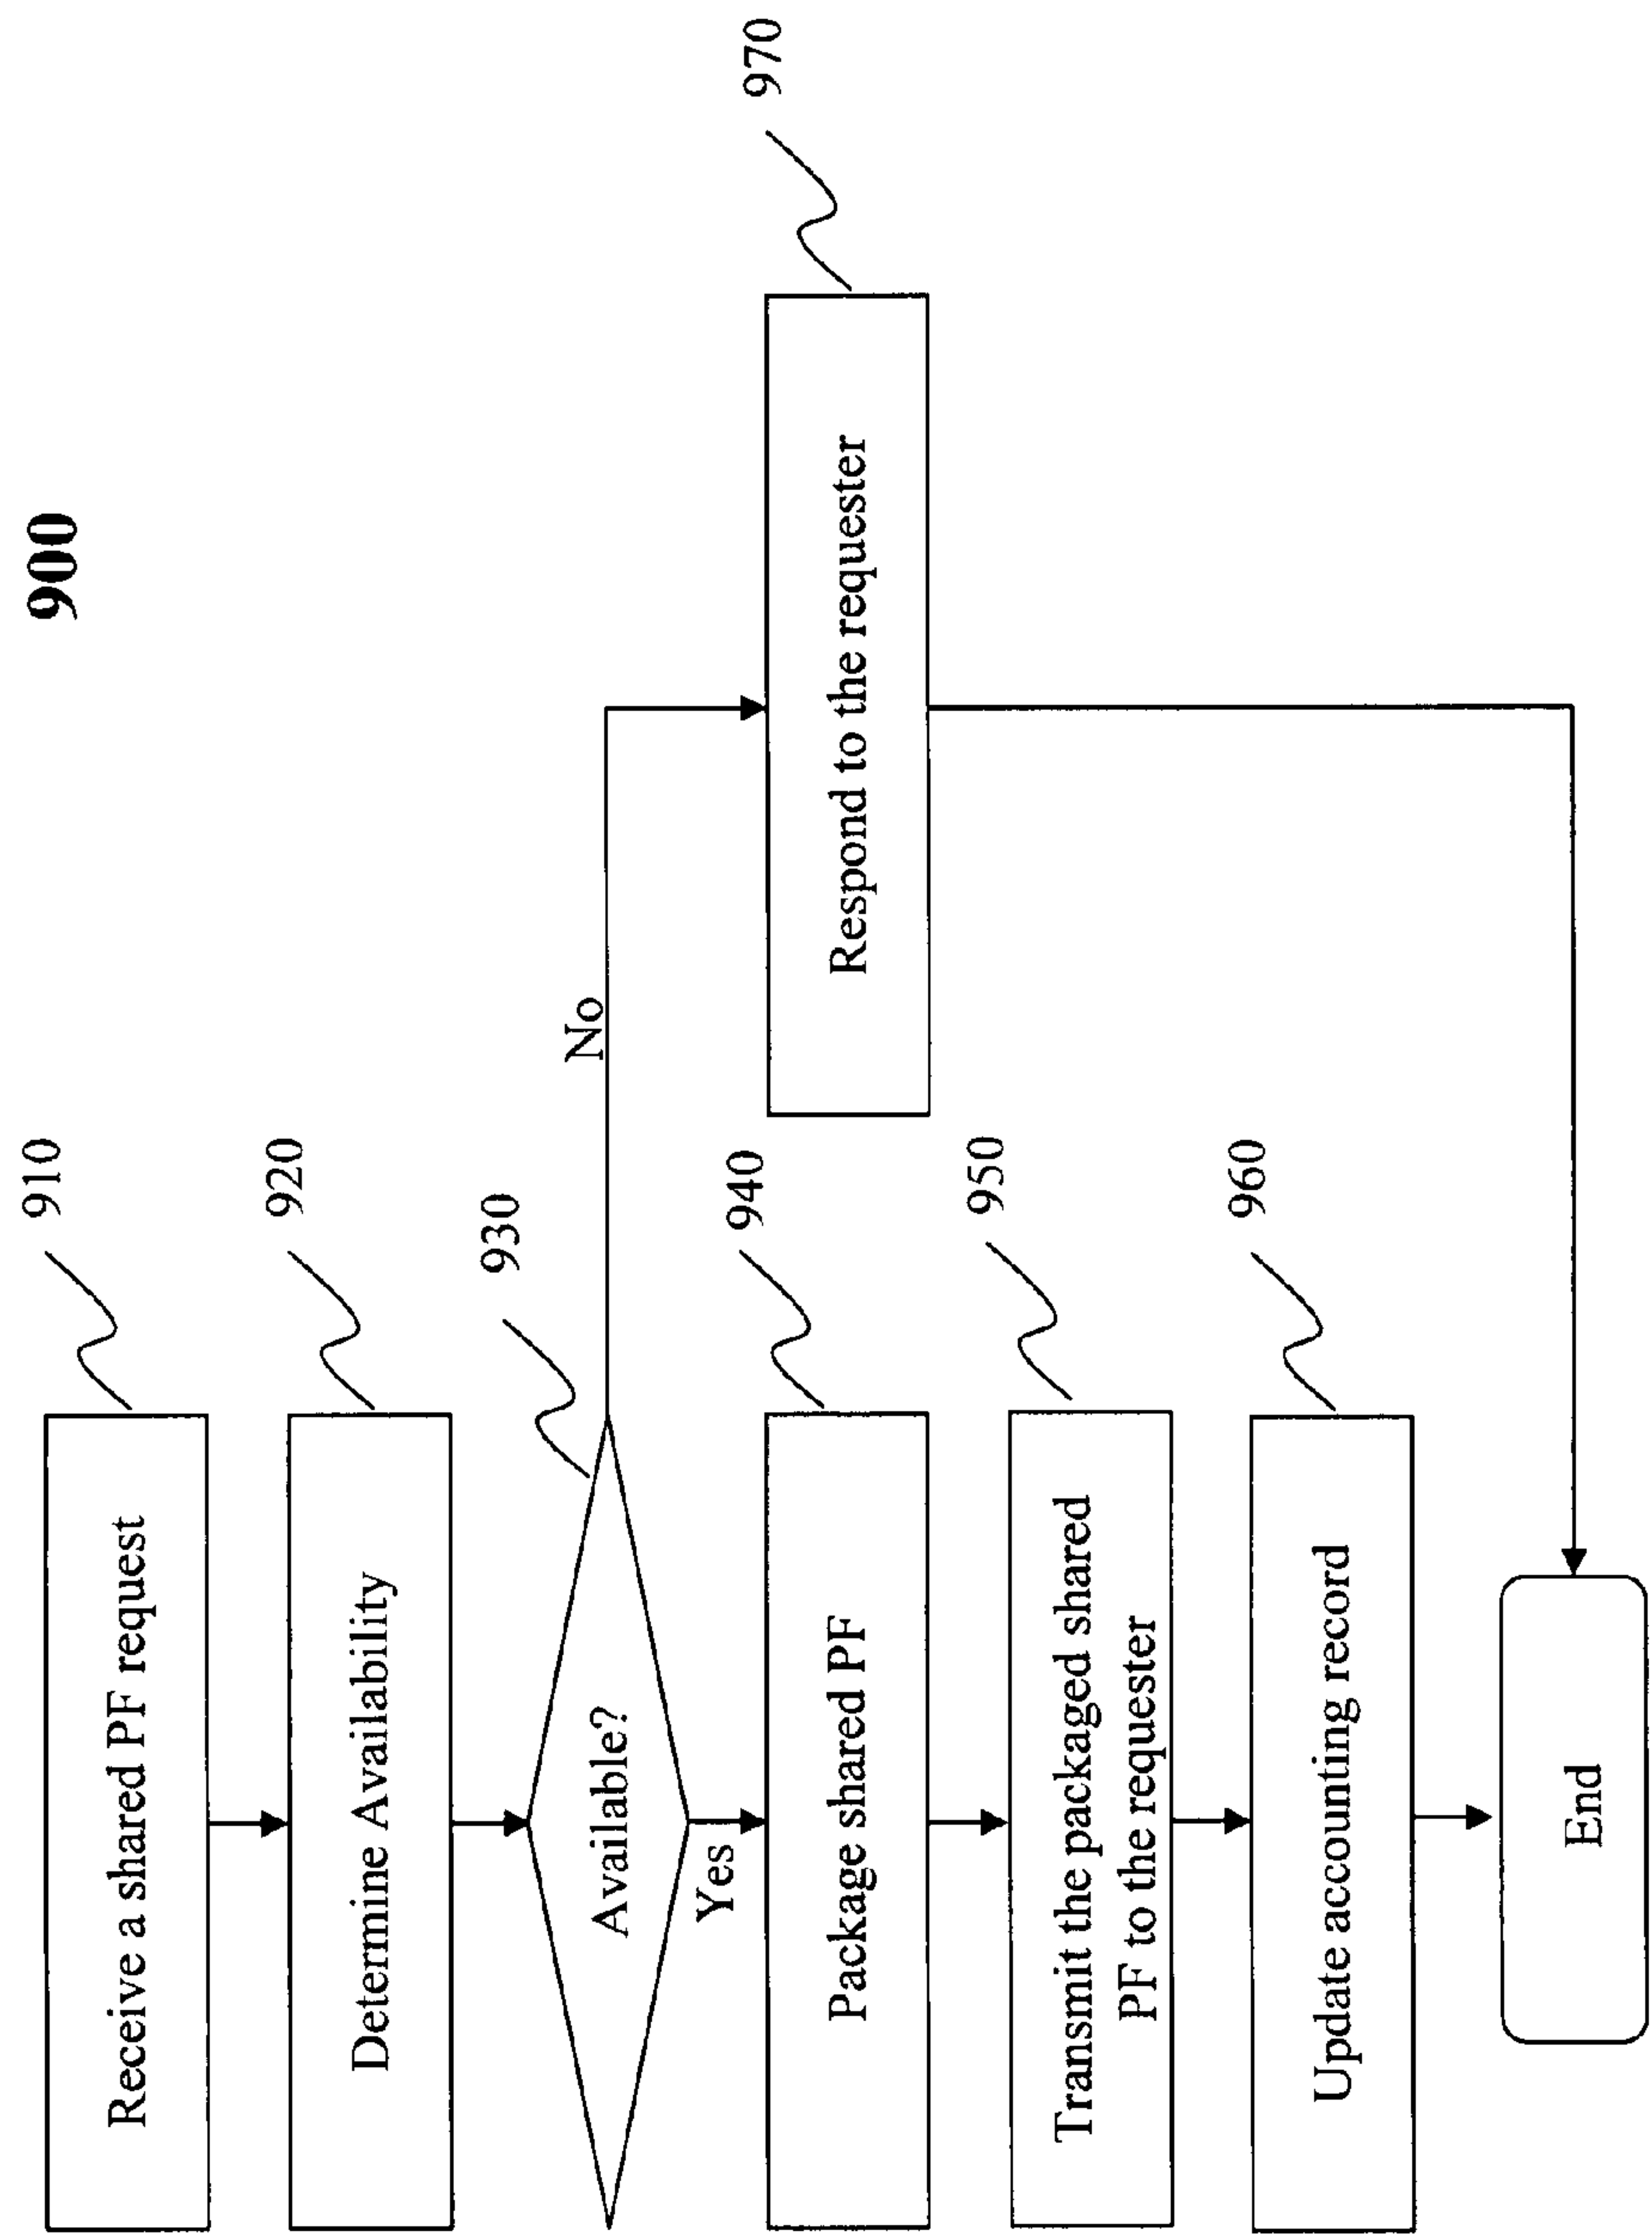 900
Receive a shared PF request
910
Determine Availability
920
Available?
930
No
Yes
Package shared PF
940
Respond to the requester
970
Transmit the packaged shared
PF to the requester
950
Update accounting record
960
End